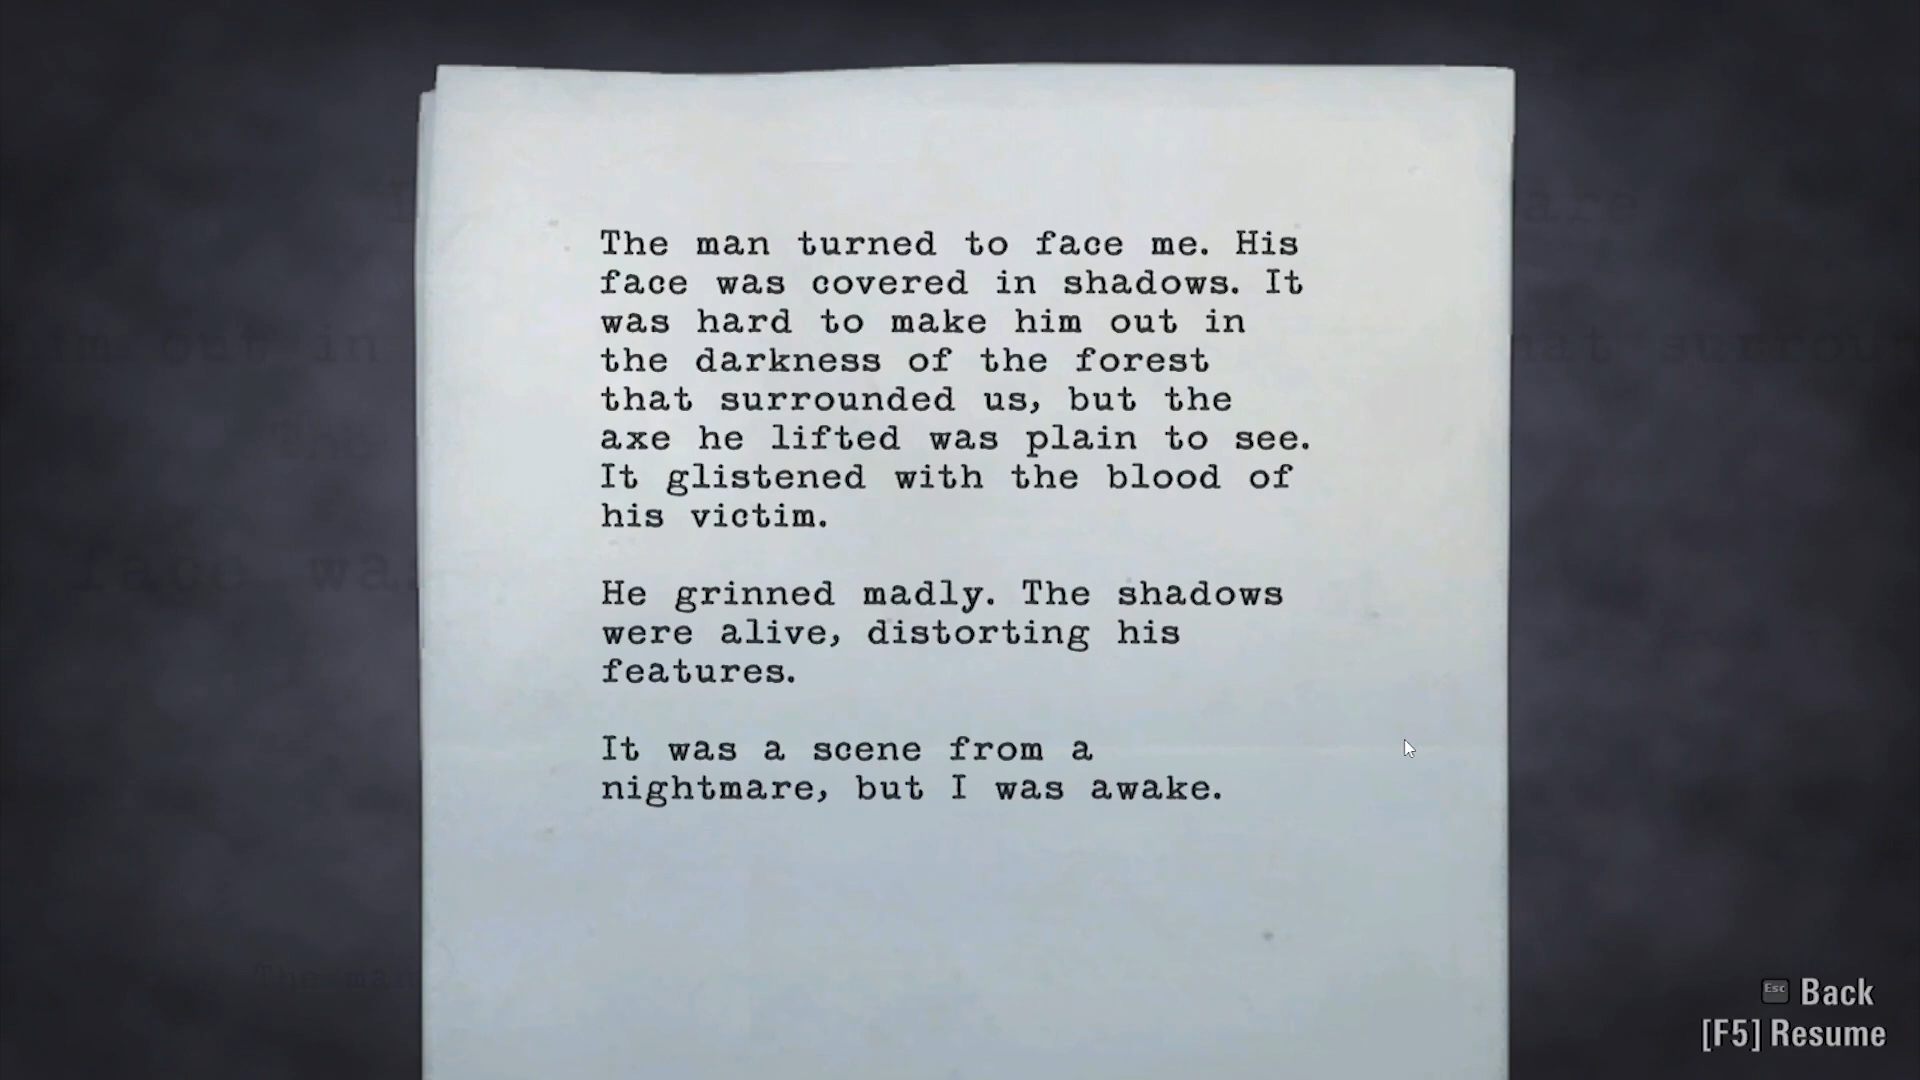 The man turned to face me. His
face was covered in shadows. It
was hard to make him out in
the darkness of the forest
that surrounded us, but the
axe he lifted was plain to see.
It glistened with the blood of
his victim.
He grinned madly. The shadows
were alive, distorting his
features.
It was a scene from a
nightmare, but I was awake.
Esc Back
[F5] Resume